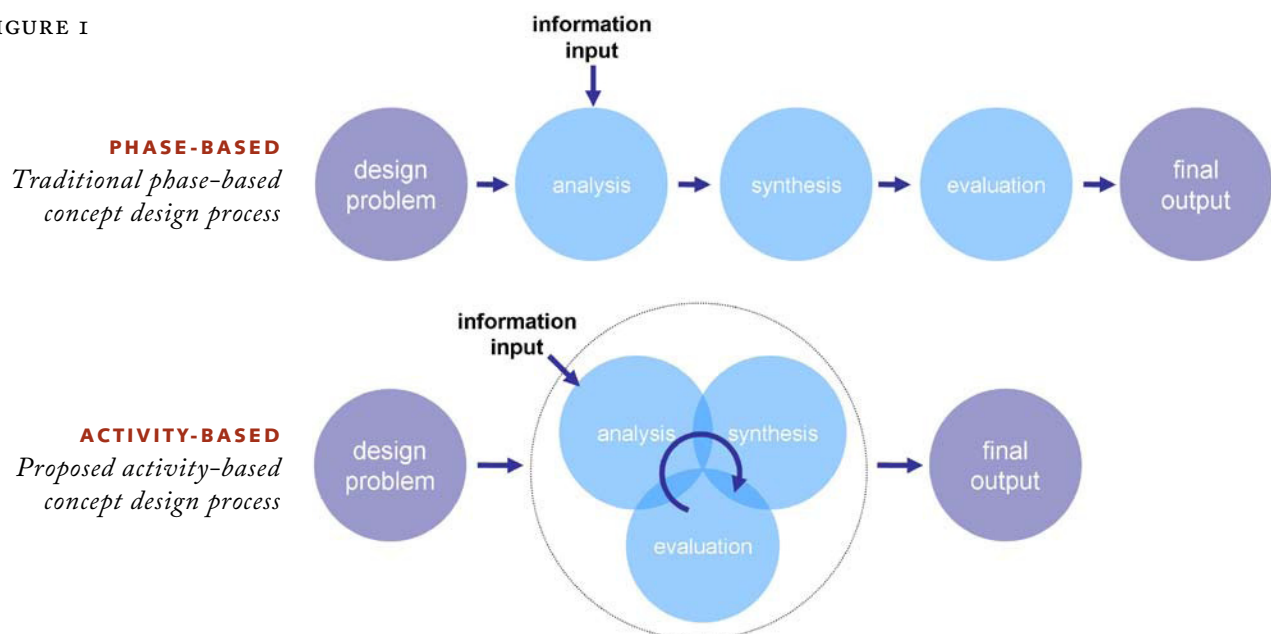 IGURE I
information
input
PHASE-BASED
Traditional phase-based
concept design process
design
problem
analysis
synthesis
evaluation
final
output
information
input
ACTIVITY-BASED
Proposed activity-based
concept design process
design
problem
analysis
synthesis
evaluation
final
output